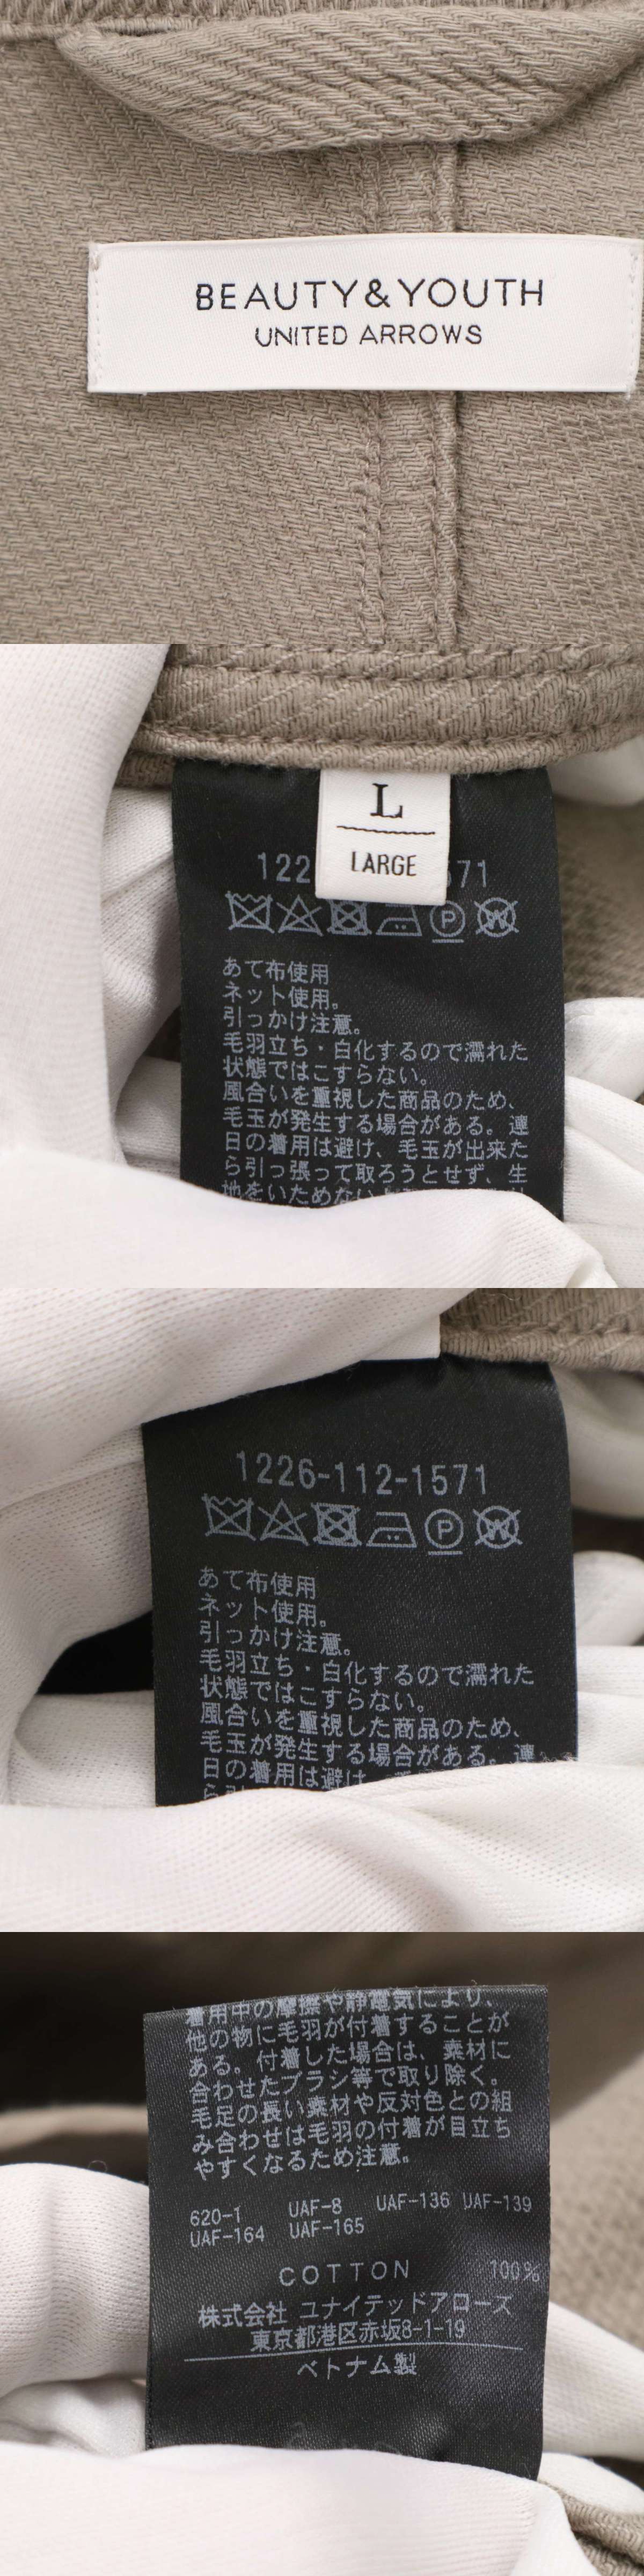 BEAUTY&YOUTH
UNITED ARROWS
L
LARGE
122 571
あて布使用
ネット使用。
引っかけ注意。
毛羽立ち・白化するので濡れた
状態ではこすらない。
風合いを重視した商品のため、
毛玉が発生する場合がある。連
日の着用は避け、毛玉が出来た
ら引っ張って取ろうとせず、生
地をいためない
1226-112-1571
あて布使用
ネット使用。
引っかけ注意。
毛羽立ち・白化するので濡れた
状態ではこすらない。
風合いを重視した商品のため、
毛玉が発生する場合がある。連
日の着用は避け
着用中の摩擦や静電気により、
他の物に毛羽が付着することが
ある。付着した場合は、素材に
合わせたブラシ等で取り除く。
毛足の長い素材や反対色との組
み合わせは毛羽の付着が目立ち
やすくなるため注意。
620-1 UAF-8 UAF-136 UAF-139
UAF-164 UAF-165
COTTON 100%
株式会社 ユナイテッドアローズ
東京都港区赤坂8-1-19
ベトナム製